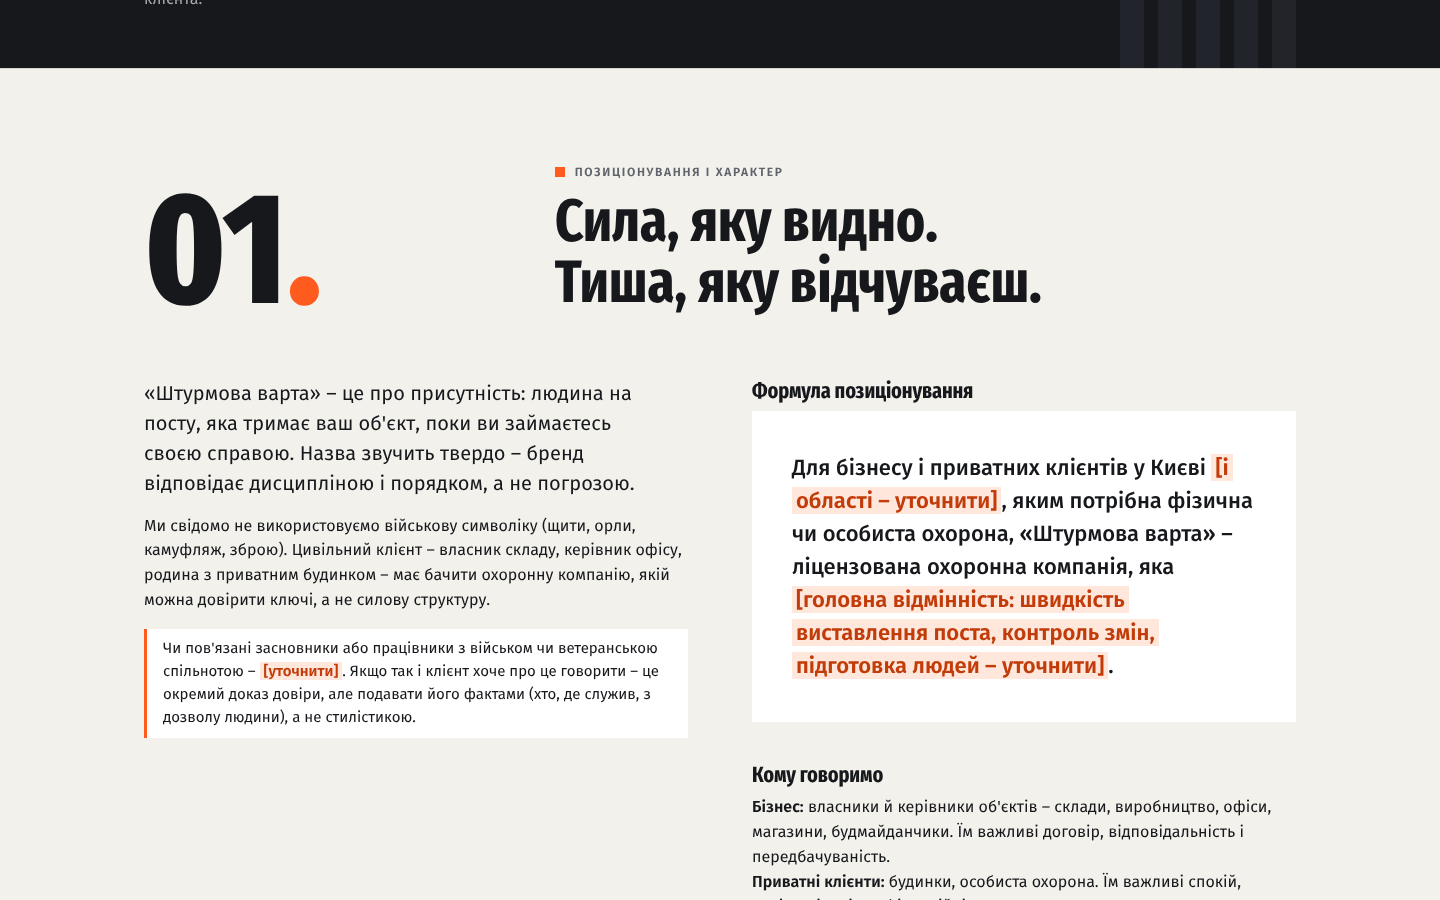 ПОЗИЦІОНУВАННЯ І ХАРАКТЕР
01.
Сила, яку видно.
Тиша, яку відчуваєш.
«Штурмова варта» – це про присутність: людина на
посту, яка тримає ваш об'єкт, поки ви займаєтесь
своєю справою. Назва звучить твердо – бренд
відповідає дисципліною і порядком, а не погрозою.
Ми свідомо не використовуємо військову символіку (щити, орли,
камуфляж, зброю). Цивільний клієнт – власник складу, керівник офісу,
родина з приватним будинком – має бачити охоронну компанію, якій
можна довірити ключі, а не силову структуру.
Чи пов'язані засновники або працівники з військом чи ветеранською
спільнотою – [уточнити]. Якщо так і клієнт хоче про це говорити – це
окремий доказ довіри, але подавати його фактами (хто, де служив, з
дозволу людини), а не стилістикою.
Формула позиціонування
Для бізнесу і приватних клієнтів у Києві [і
області – уточнити], яким потрібна фізична
чи особиста охорона, «Штурмова варта» –
ліцензована охоронна компанія, яка
[головна відмінність: швидкість
виставлення поста, контроль змін,
підготовка людей – уточнити].
Кому говоримо
Бізнес: власники й керівники об'єктів – склади, виробництво, офіси,
магазини, будмайданчики. Їм важливі договір, відповідальність і
передбачуваність.
Приватні клієнти: будинки, особиста охорона. Їм важливі спокій,